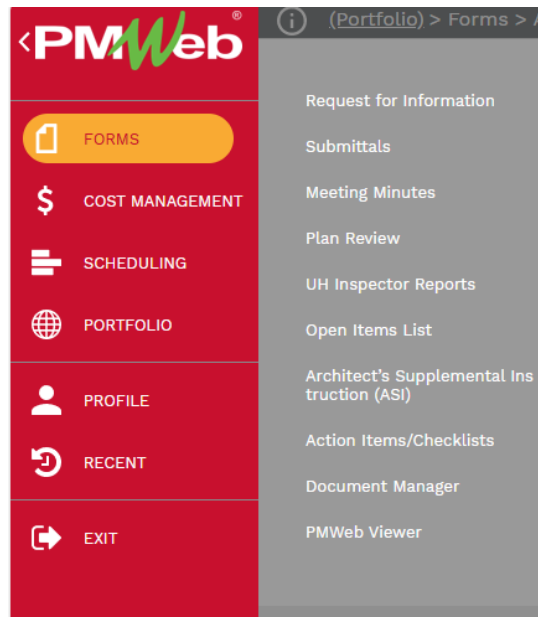 <PMWeb®
(Portfolio) > Forms > A
FORMS
COST MANAGEMENT
SCHEDULING
PORTFOLIO
PROFILE
RECENT
EXIT
Request for Information
Submittals
Meeting Minutes
Plan Review
UH Inspector Reports
Open Items List
Architect's Supplemental Ins
truction (ASI)
Action Items/Checklists
Document Manager
PMWeb Viewer